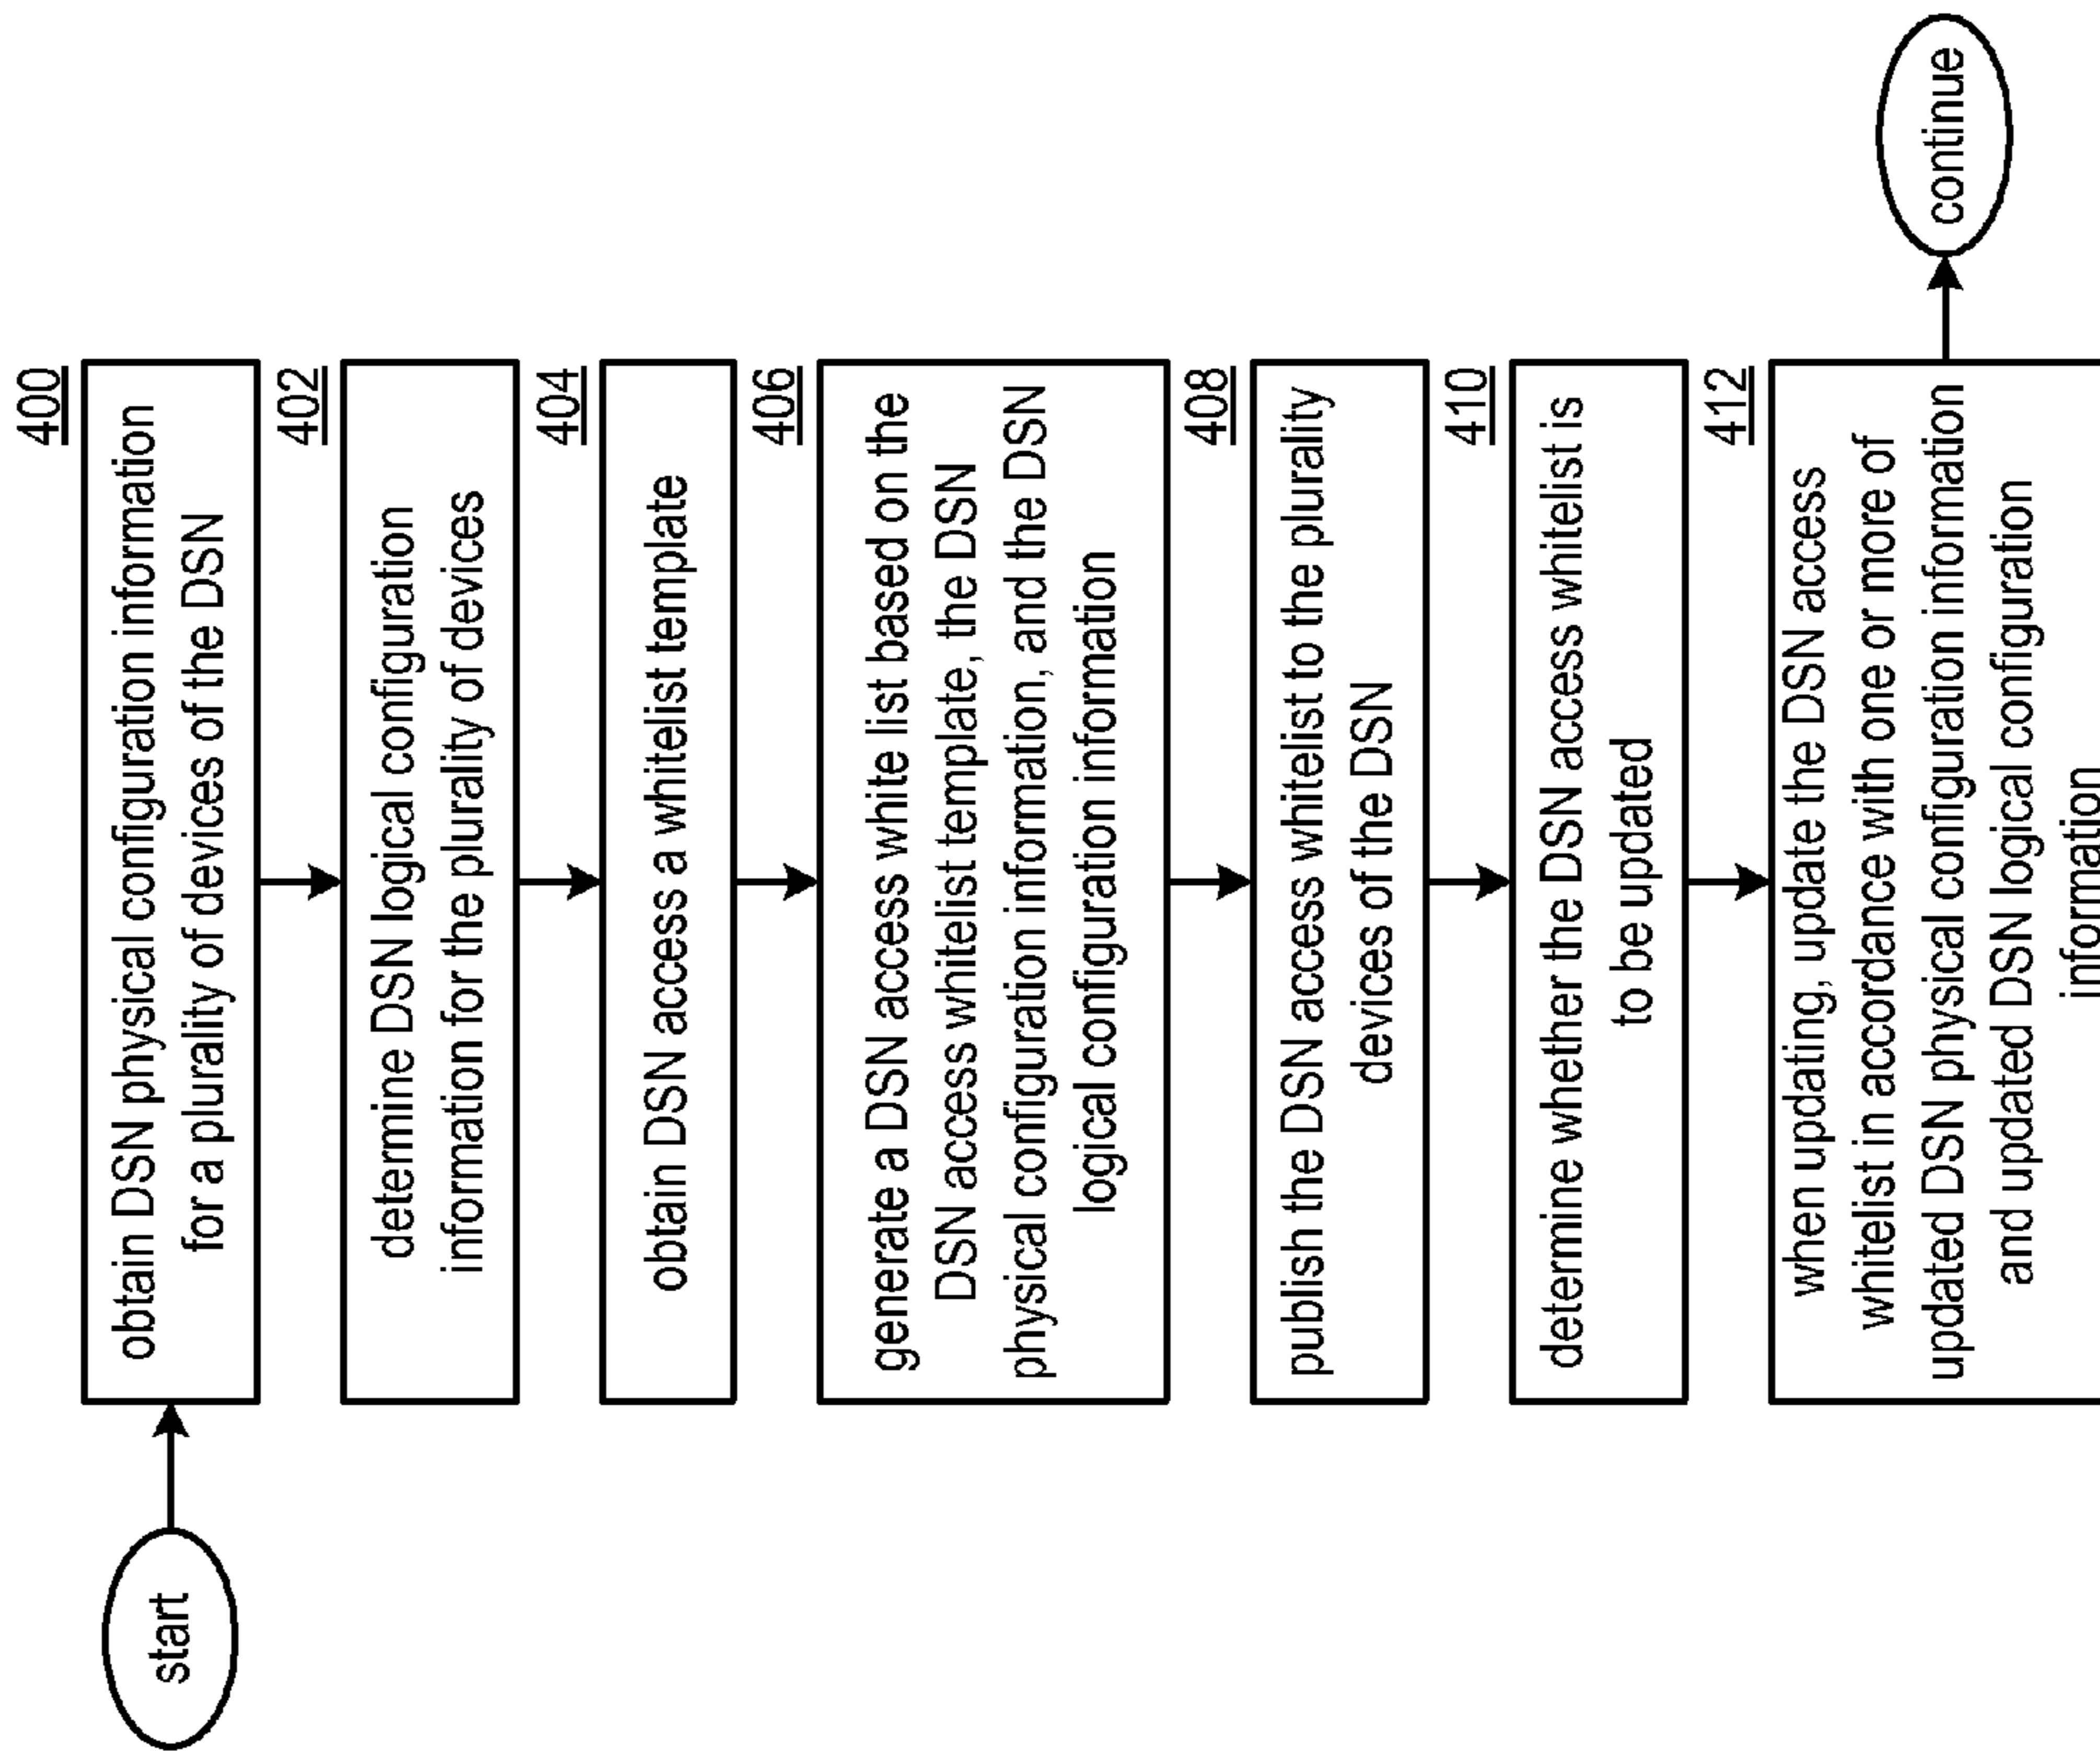 start
400
obtain DSN physical configuration information
for a plurality of devices of the DSN
402
determine DSN logical configuration
information for the plurality of devices
404
obtain DSN access a whitelist template
406
generate a DSN access white list based on the
DSN access whitelist template, the DSN
physical configuration information, and the DSN
logical configuration information
408
publish the DSN access whitelist to the plurality
devices of the DSN
410
determine whether the DSN access whitelist is
to be updated
412
when updating, update the DSN access
whitelist in accordance with one or more of
updated DSN physical configuration information
and updated DSN logical configuration
information
continue